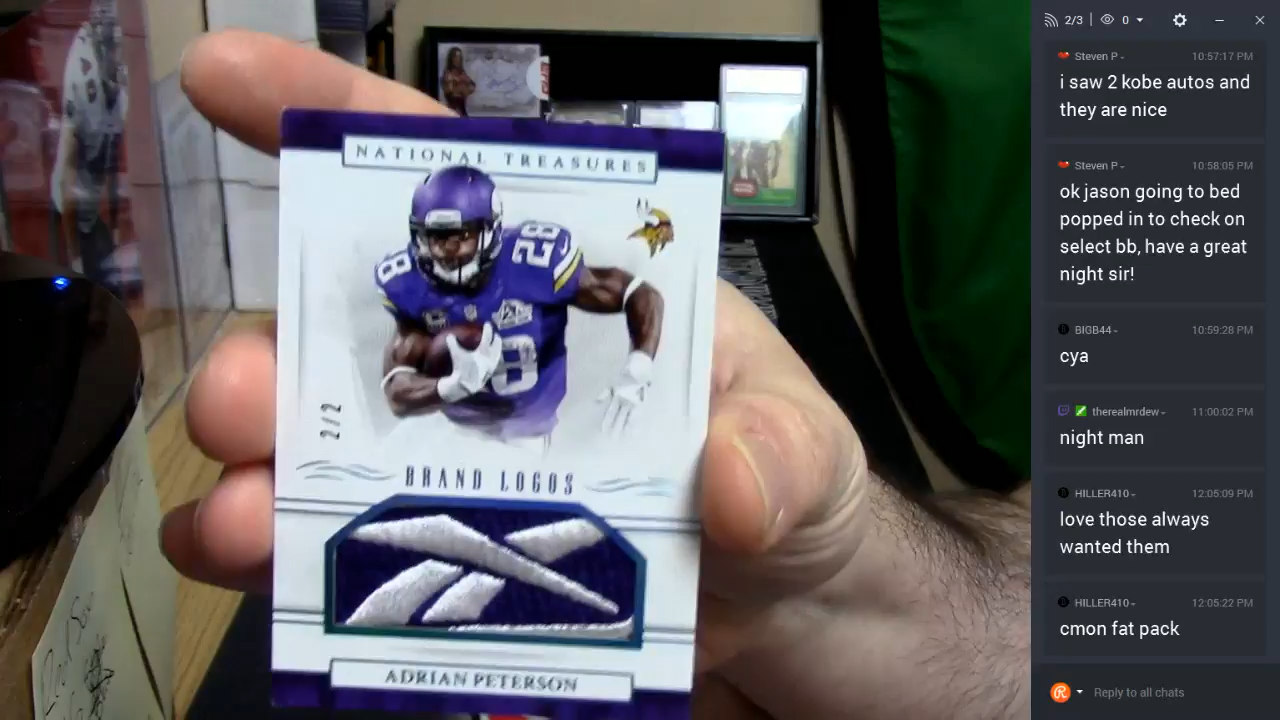 NATIONAL TREASURES
28
8
28
2/2
BRAND LOGOS
ADRIAN PETERSON
2/3
0
Steven P
10:57:17 PM
i saw 2 kobe autos and
they are nice
Steven P
10:58:05 PM
ok jason going to bed
popped in to check on
select bb, have a great
night sir!
BIGB44
10:59:28 PM
cya
therealmrdew
11:00:02 PM
night man
HILLER410
12:05:09 PM
love those always
wanted them
HILLER410
12:05:22 PM
cmon fat pack
Reply to all chats